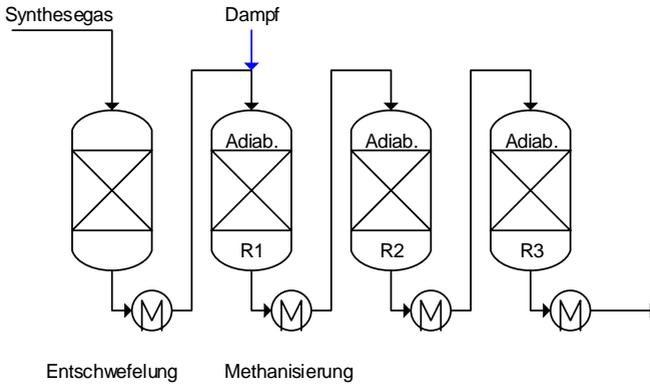 Synthesegas
Dampf
Adiab.
Adiab.
Adiab.
R1
R2
R3
Entschwefelung
Methanisierung